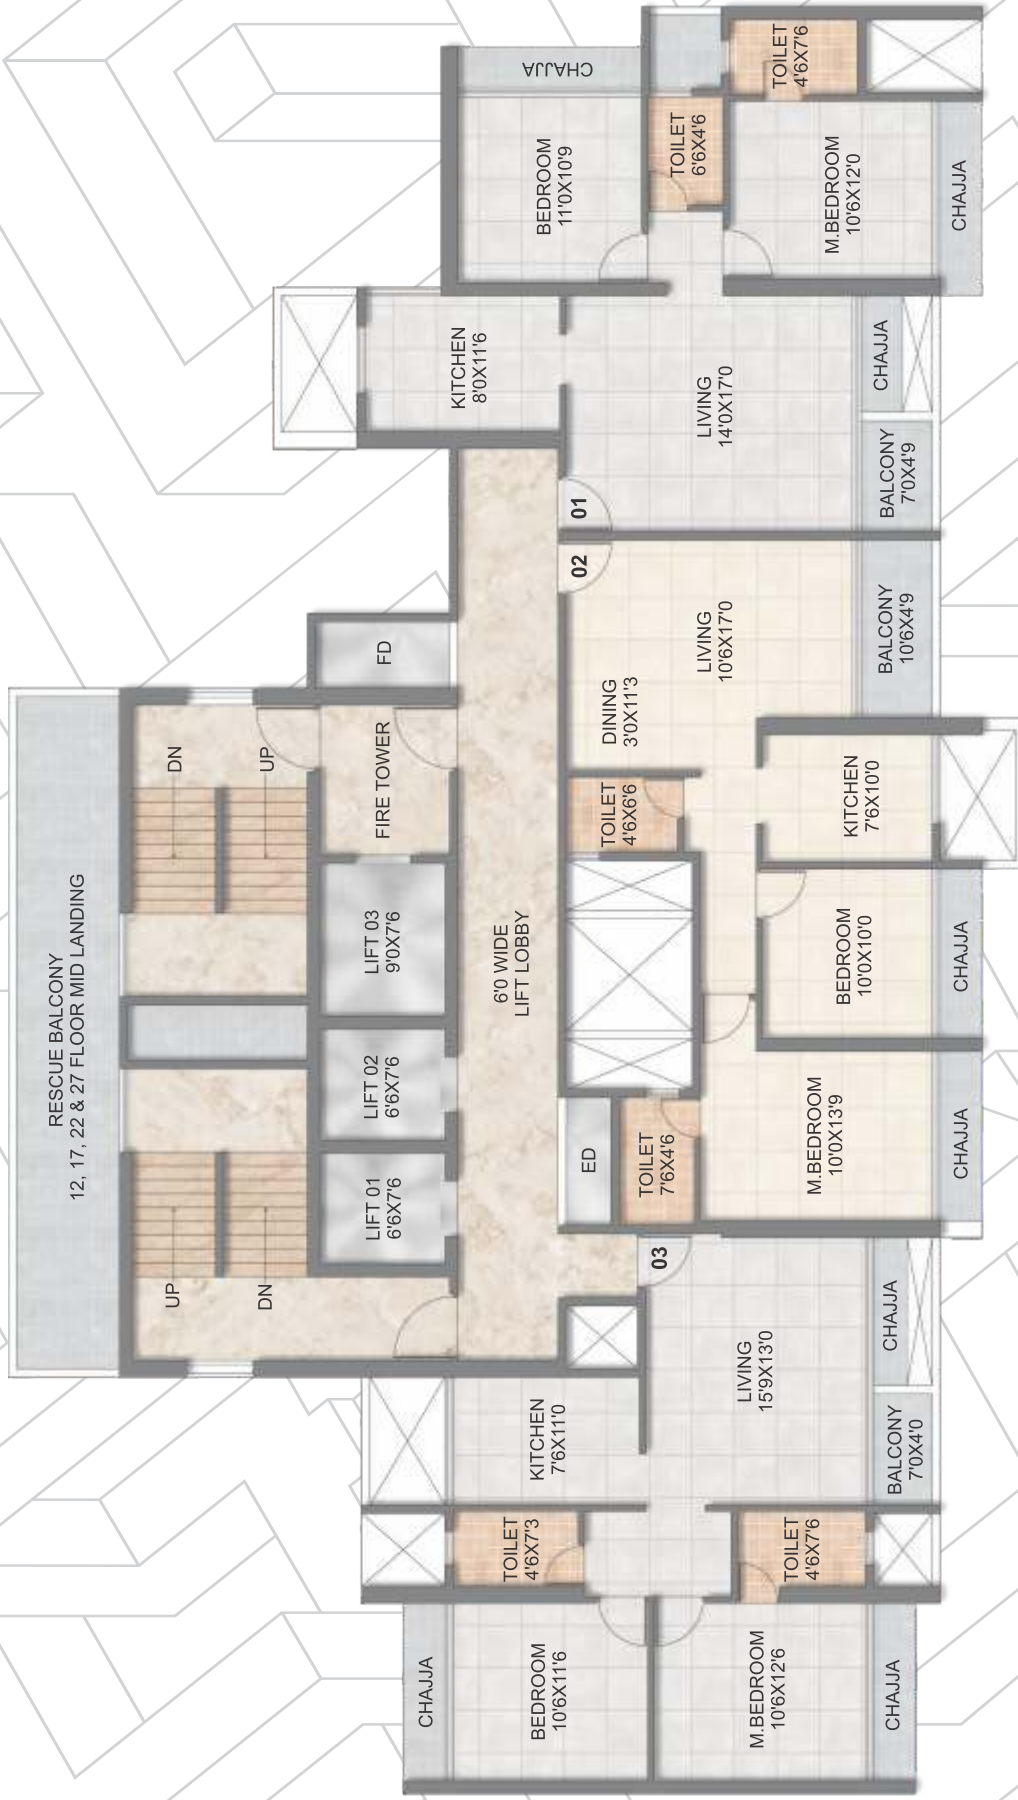 RESCUE BALCONY
12, 17, 22 & 27 FLOOR MID LANDING
UP
DN
DN
UP
LIFT 01
6'6X7'6
LIFT 02
6'6X7'6
LIFT 03
9'0X7'6
FIRE TOWER
FD
6'0 WIDE
LIFT LOBBY
ED
01
KITCHEN
8'0X11'6
LIVING
14'0X17'0
BALCONY
7'0X4'9
CHAJJA
BEDROOM
11'0X10'9
CHAJJA
TOILET
6'6X4'6
TOILET
4'6X7'6
M.BEDROOM
10'6X12'0
CHAJJA
02
LIVING
10'6X17'0
DINING
3'0X11'3
BALCONY
10'6X4'9
TOILET
4'6X6'6
KITCHEN
7'6X10'0
BEDROOM
10'0X10'0
CHAJJA
M.BEDROOM
10'0X13'9
CHAJJA
TOILET
7'6X4'6
03
LIVING
15'9X13'0
CHAJJA
BALCONY
7'0X4'0
KITCHEN
7'6X11'0
TOILET
4'6X7'3
TOILET
4'6X7'6
BEDROOM
10'6X11'6
CHAJJA
M.BEDROOM
10'6X12'6
CHAJJA